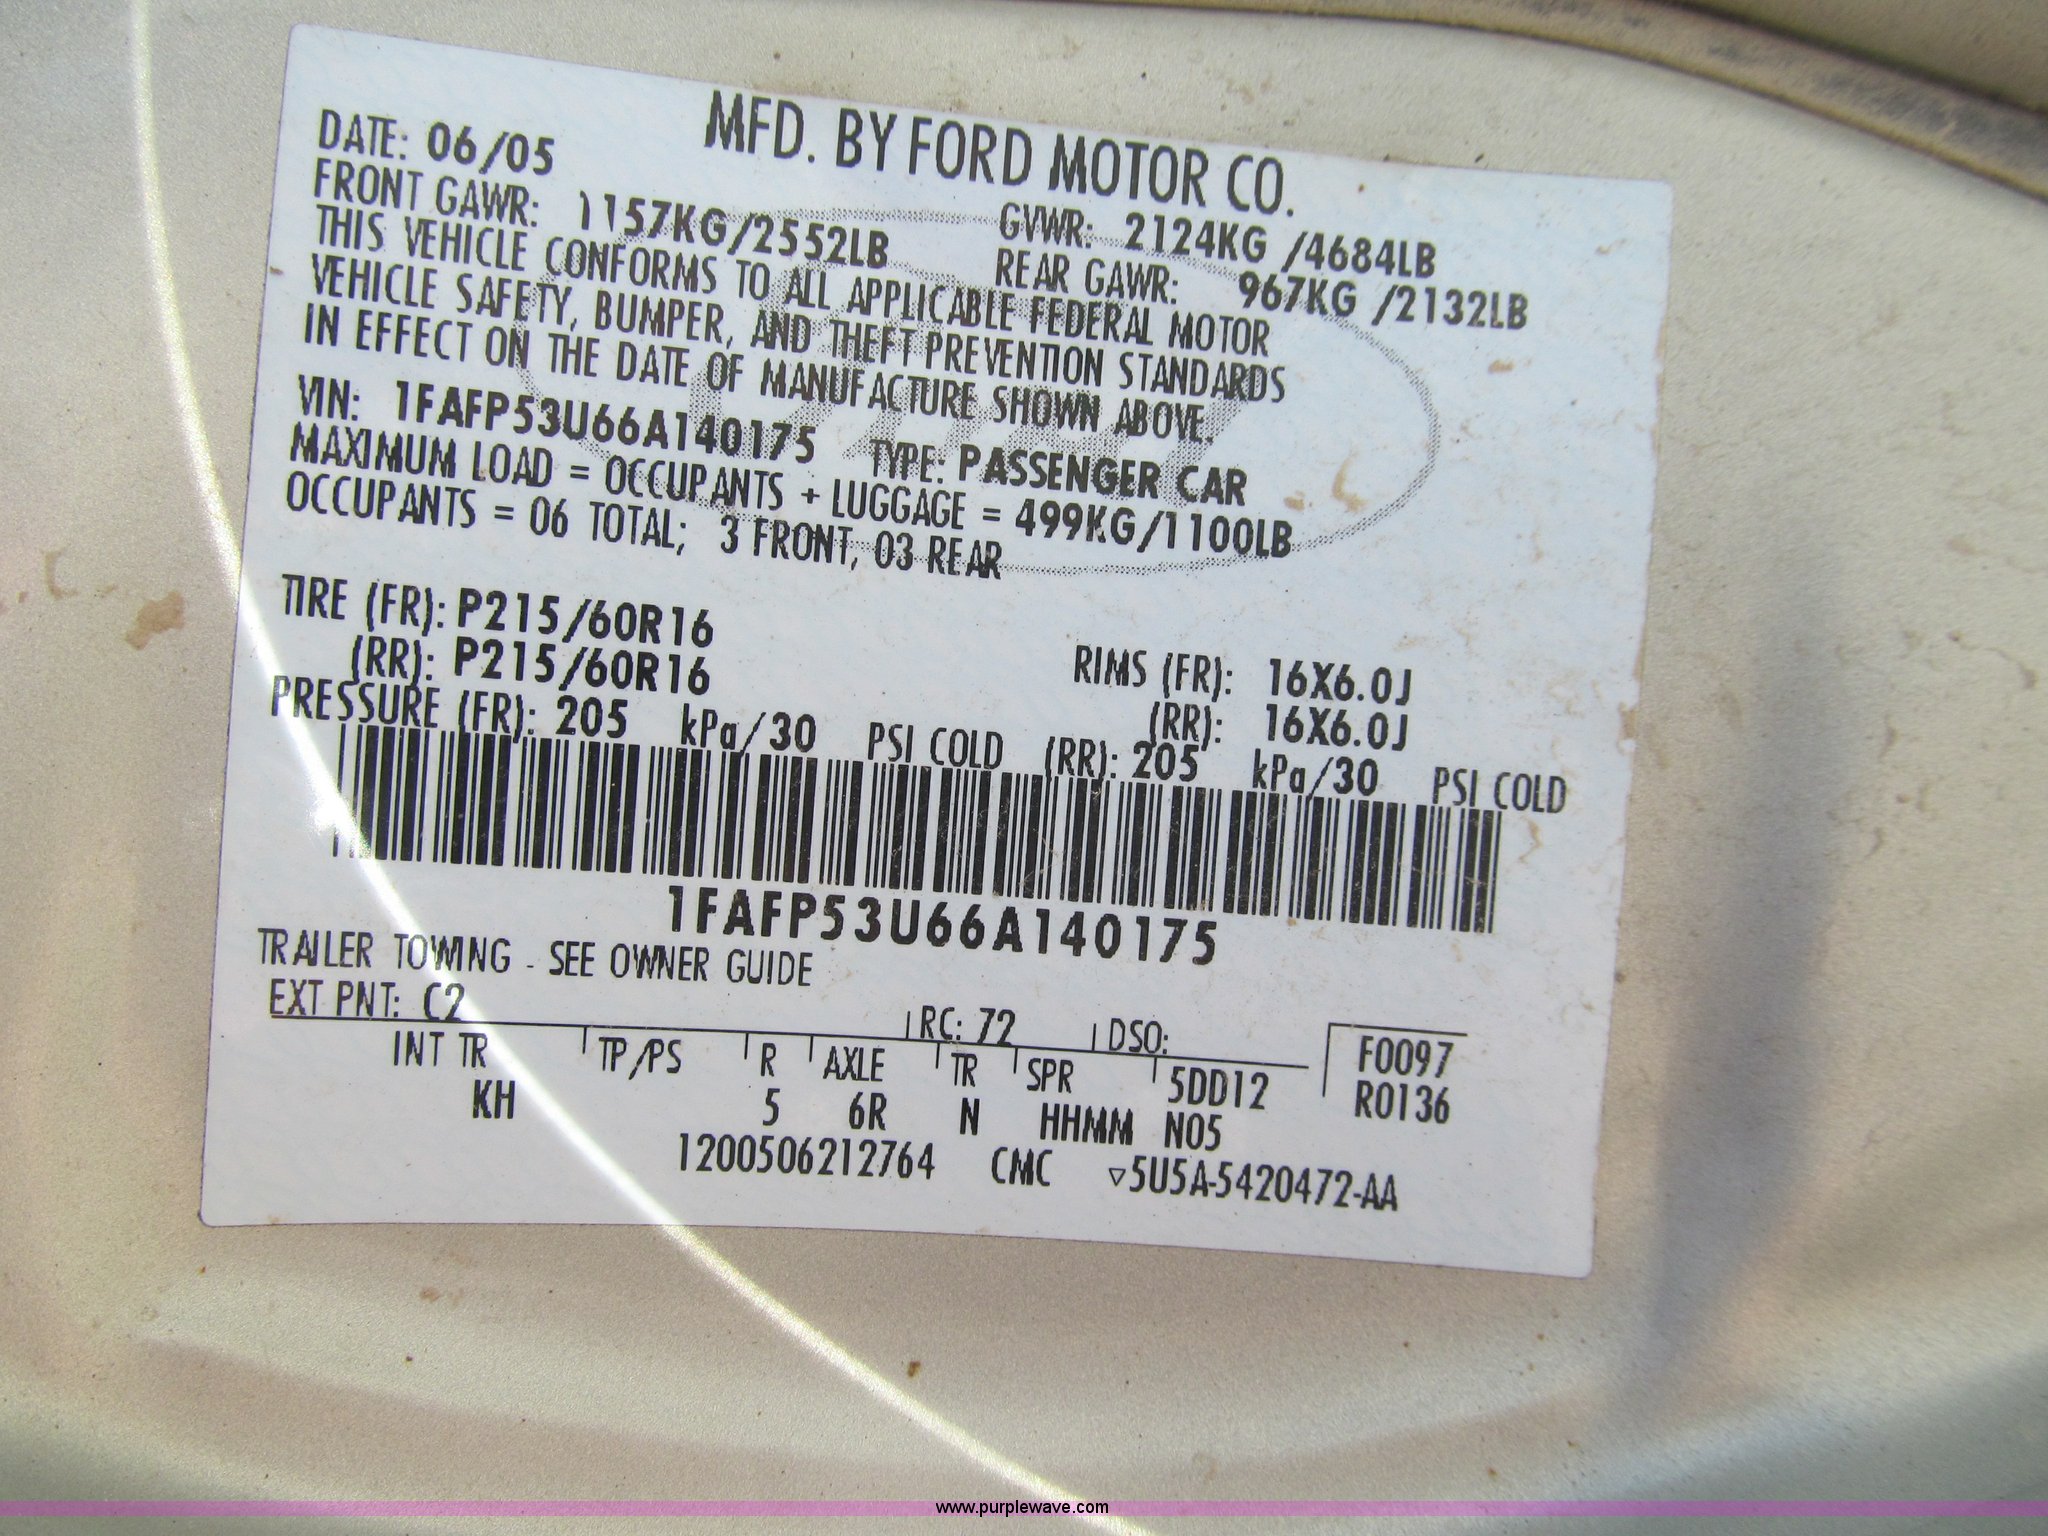 MFD. BY FORD MOTOR CO.
DATE: 06/05
FRONT GAWR: 1157KG/2552LB
GVWR: 2124KG /4684LB
REAR GAWR: 967KG /2132LB
THIS VEHICLE CONFORMS TO ALL APPLICABLE FEDERAL MOTOR
VEHICLE SAFETY, BUMPER, AND THEFT PREVENTION STANDARDS
IN EFFECT ON THE DATE OF MANUFACTURE SHOWN ABOVE.
VIN: 1FAFP53U66A140175 TYPE: PASSENGER CAR
MAXIMUM LOAD = OCCUPANTS + LUGGAGE = 499KG/1100LB
OCCUPANTS = 06 TOTAL; 3 FRONT, 03 REAR
TIRE (FR): P215/60R16 RIMS (FR): 16X6.0J
(RR): P215/60R16 (RR): 16X6.0J
PRESSURE (FR): 205 kPa/30 PSI COLD (RR): 205 kPa/30 PSI COLD
1FAFP53U66A140175
TRAILER TOWING - SEE OWNER GUIDE
EXT PNT: C2 RC: 72 DSO: F0097
INT TR TP/PS R AXLE TR SPR 5DD12 R0136
KH 5 6R N HHMM N05
1200506212764 CMC ▽5U5A-5420472-AA
www.purplewave.com